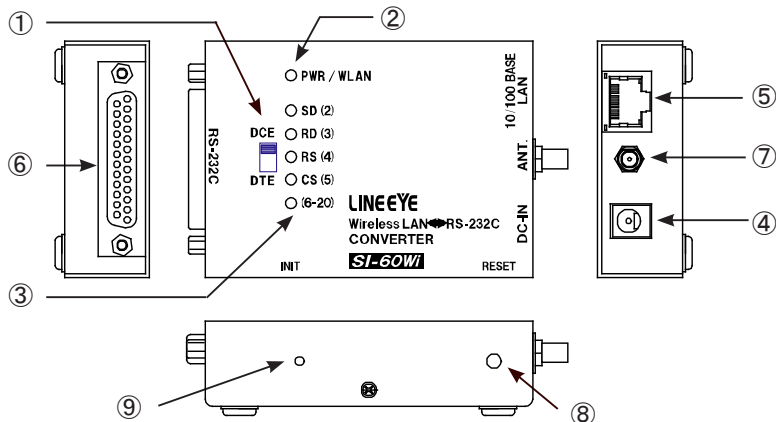 ①
②
PWR / WLAN
SD (2)
DCE
RD (3)
RS (4)
DTE
CS (5)
(6-20)
RS-232C
10/100 BASE
LAN
ANT.
DC-IN
LINEEYE
Wireless LAN◀▶RS-232C
CONVERTER
SI-60Wi
INIT
RESET
③
④
⑤
⑥
⑦
⑧
⑨